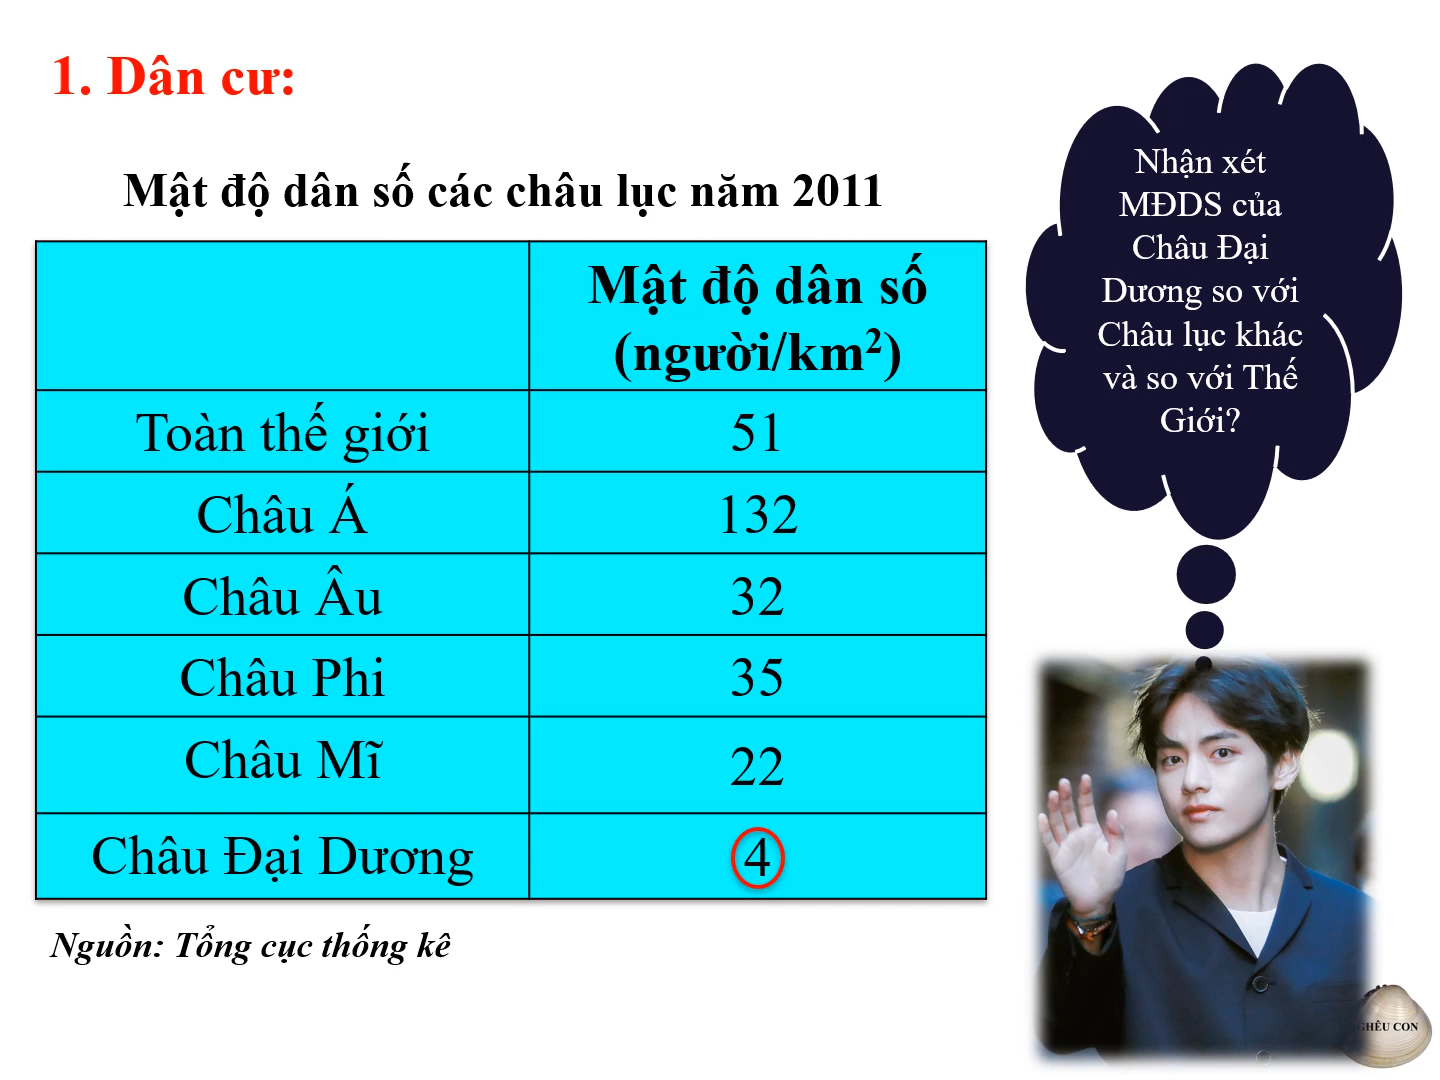 1. Dân cư:
Mật độ dân số các châu lục năm 2011
Mật độ dân số
(người/km²)
Toàn thế giới 51
Châu Á 132
Châu Âu 32
Châu Phi 35
Châu Mĩ 22
Châu Đại Dương 4
Nguồn: Tổng cục thống kê
Nhận xét
MĐDS của
Châu Đại
Dương so với
Châu lục khác
và so với Thế
Giới?
GHÊU CON